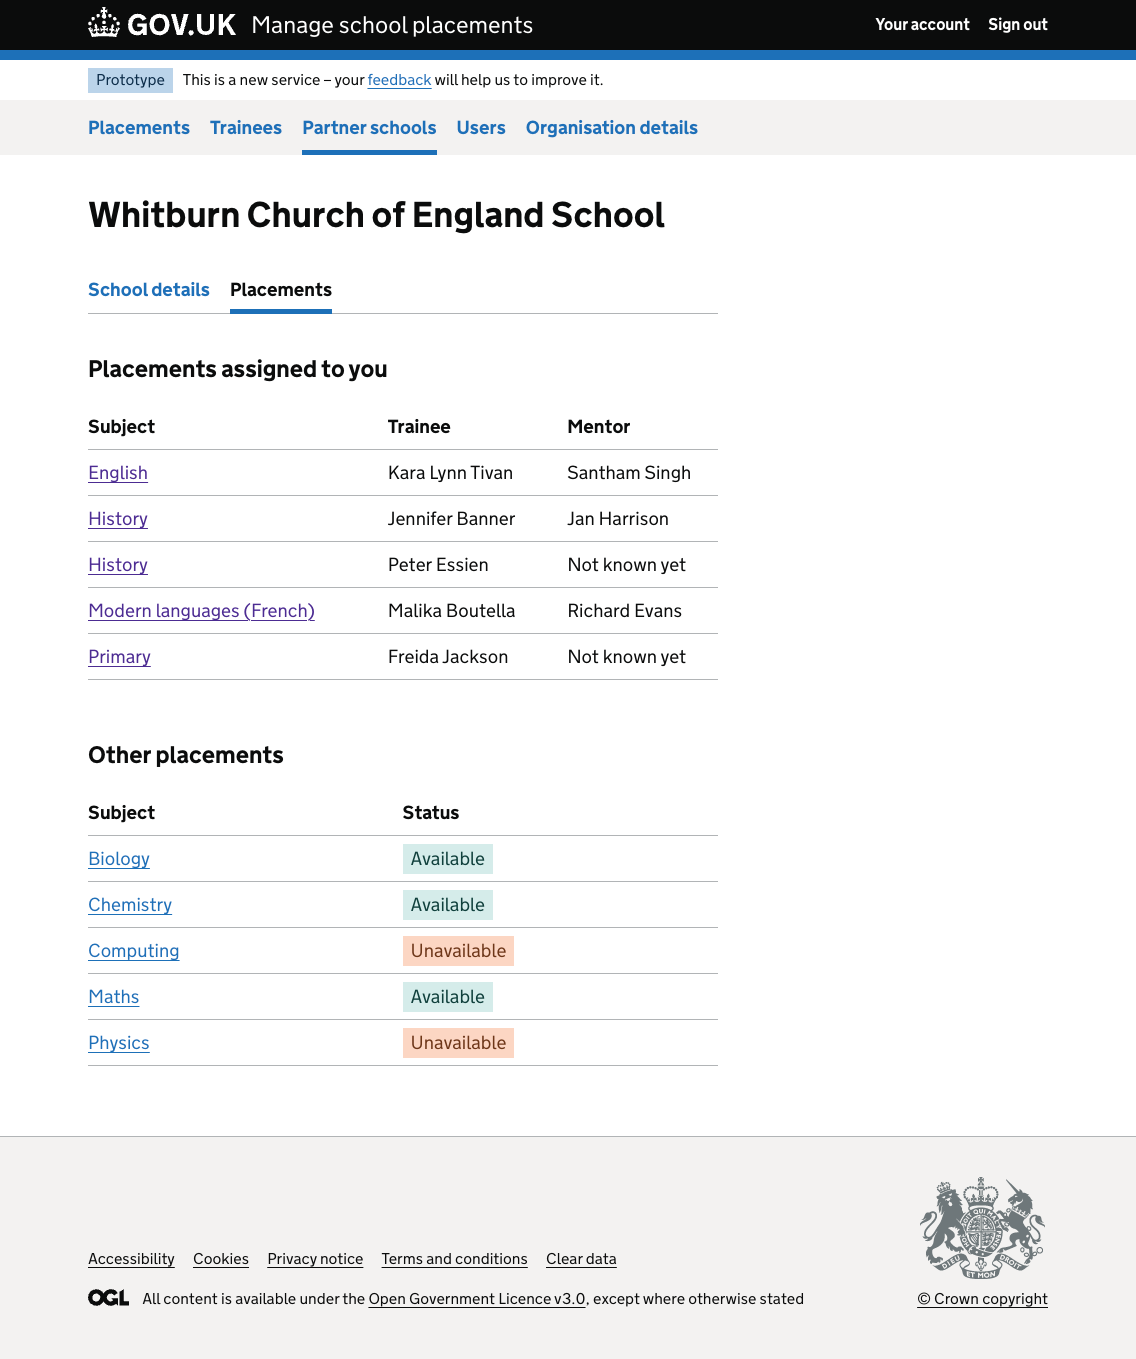 GOV.UK Manage school placements Your account Sign out
Prototype This is a new service – your feedback will help us to improve it.
Placements Trainees Partner schools Users Organisation details
Whitburn Church of England School
School details Placements
Placements assigned to you
Subject Trainee Mentor
English Kara Lynn Tivan Santham Singh
History Jennifer Banner Jan Harrison
History Peter Essien Not known yet
Modern languages (French) Malika Boutella Richard Evans
Primary Freida Jackson Not known yet
Other placements
Subject Status
Biology Available
Chemistry Available
Computing Unavailable
Maths Available
Physics Unavailable
Accessibility Cookies Privacy notice Terms and conditions Clear data
DIEU ET MON DROIT
OGL All content is available under the Open Government Licence v3.0, except where otherwise stated
© Crown copyright